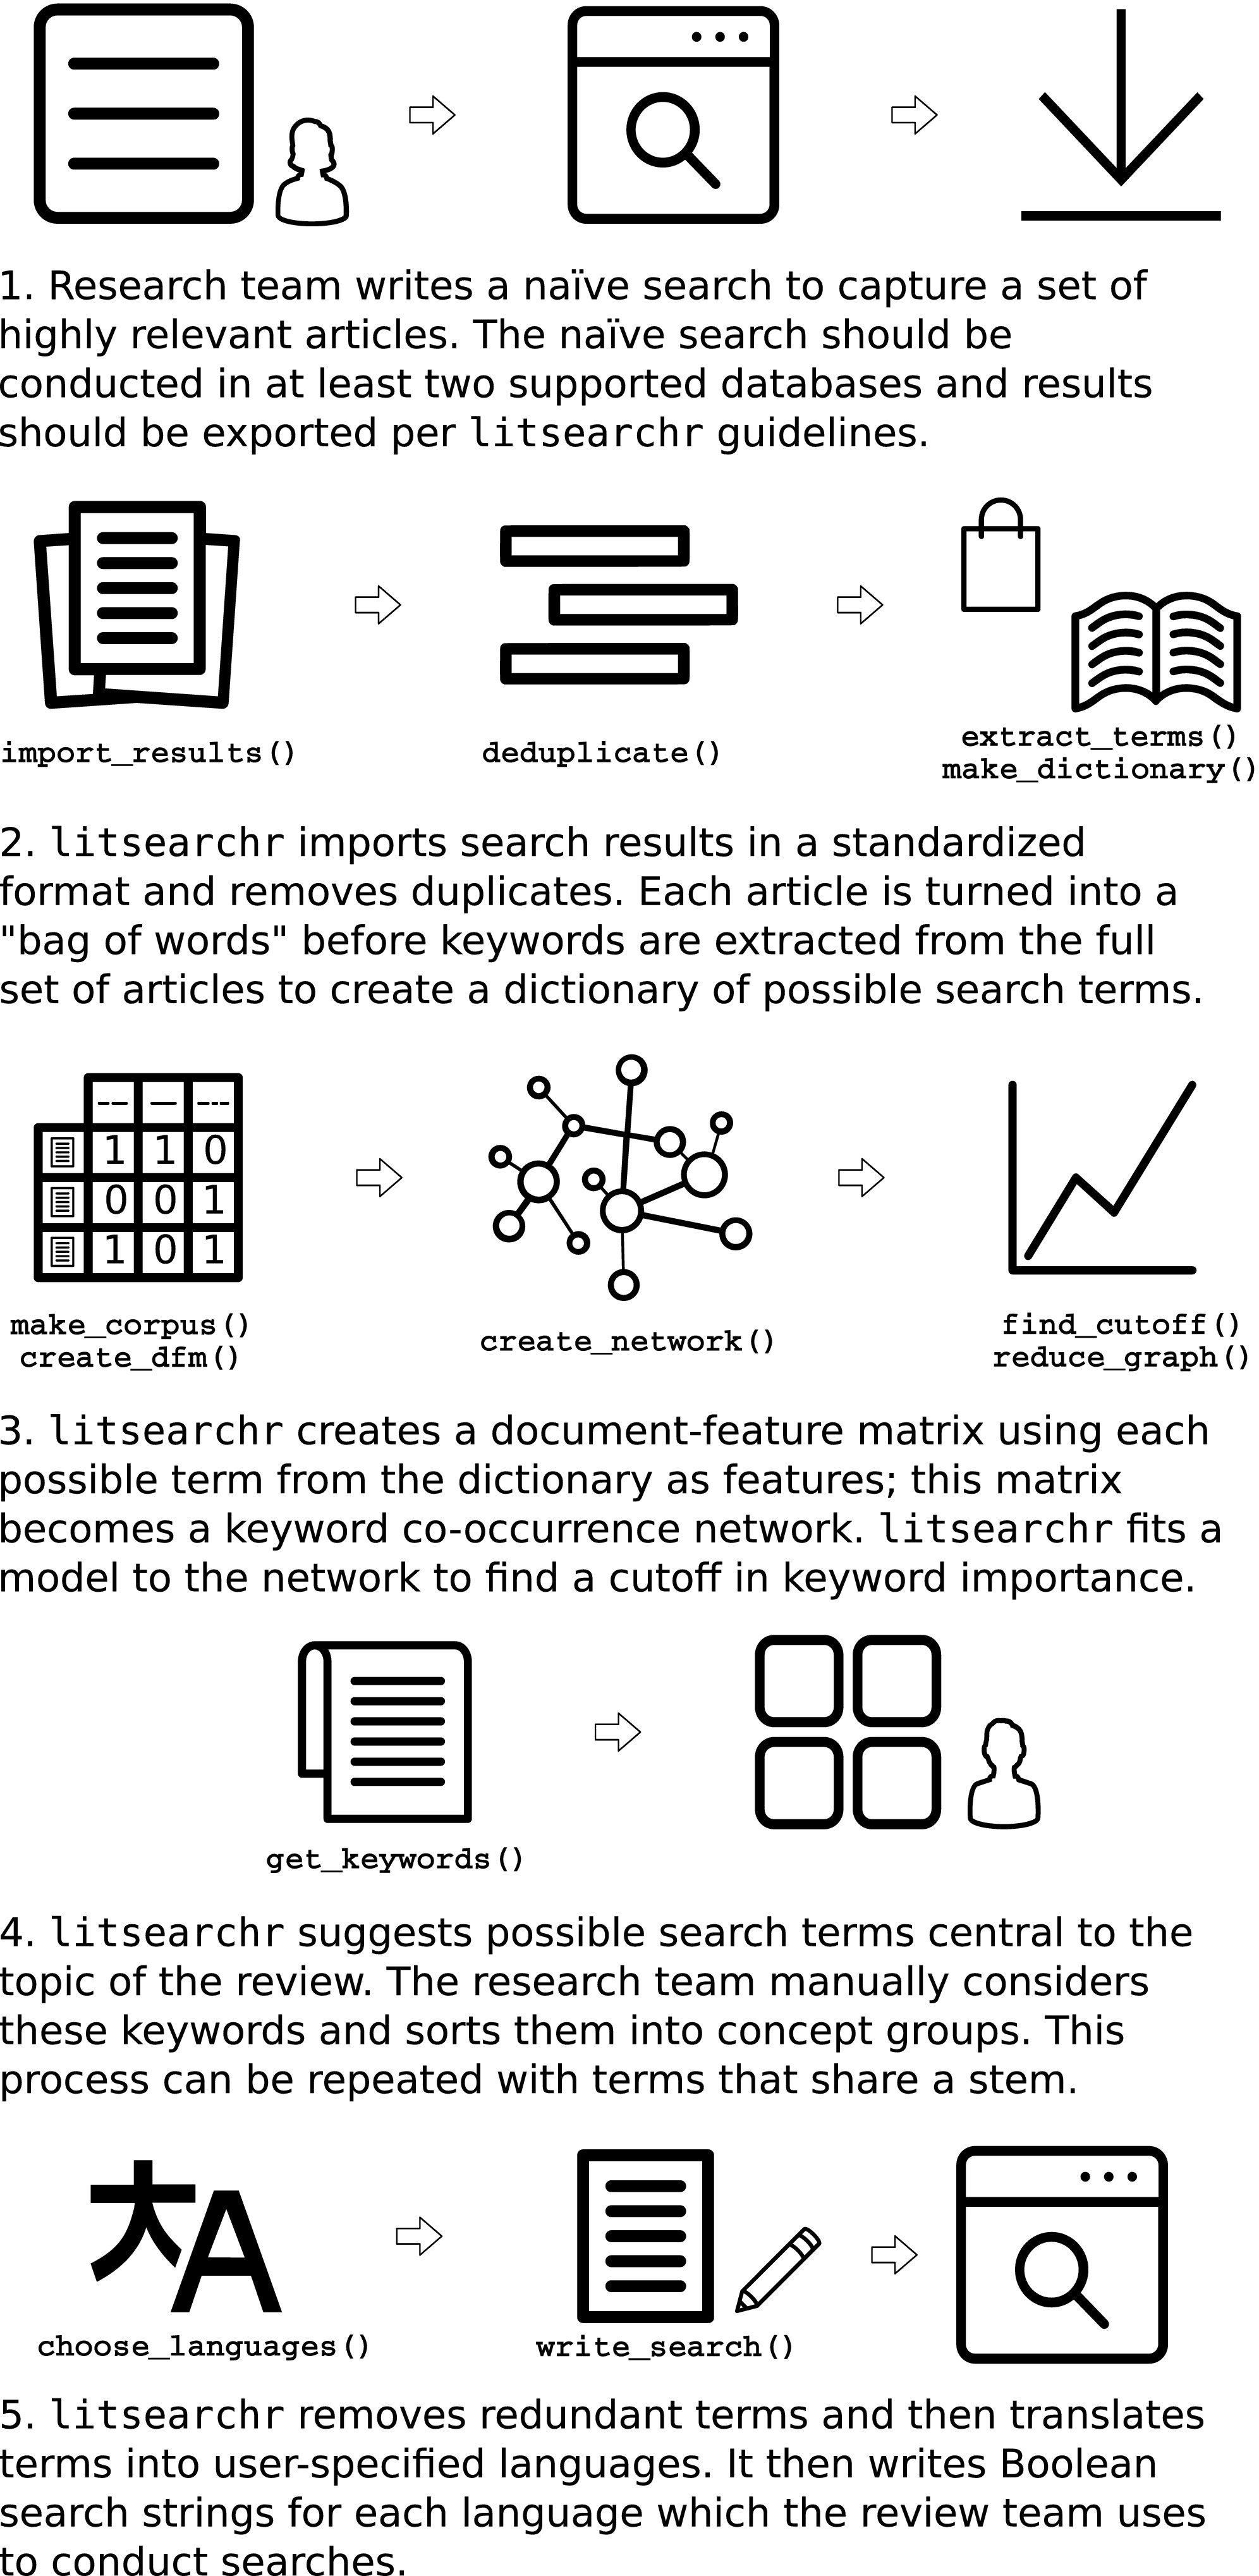 1. Research team writes a naïve search to capture a set of
highly relevant articles. The naïve search should be
conducted in at least two supported databases and results
should be exported per litsearchr guidelines.
import_results()
deduplicate()
extract_terms()
make_dictionary()
2. litsearchr imports search results in a standardized
format and removes duplicates. Each article is turned into a
"bag of words" before keywords are extracted from the full
set of articles to create a dictionary of possible search terms.
1 1 0
0 0 1
1 0 1
make_corpus()
create_dfm()
create_network()
find_cutoff()
reduce_graph()
3. litsearchr creates a document-feature matrix using each
possible term from the dictionary as features; this matrix
becomes a keyword co-occurrence network. litsearchr fits a
model to the network to find a cutoff in keyword importance.
get_keywords()
4. litsearchr suggests possible search terms central to the
topic of the review. The research team manually considers
these keywords and sorts them into concept groups. This
process can be repeated with terms that share a stem.
大A
choose_languages()
write_search()
5. litsearchr removes redundant terms and then translates
terms into user-specified languages. It then writes Boolean
search strings for each language which the review team uses
to conduct searches.